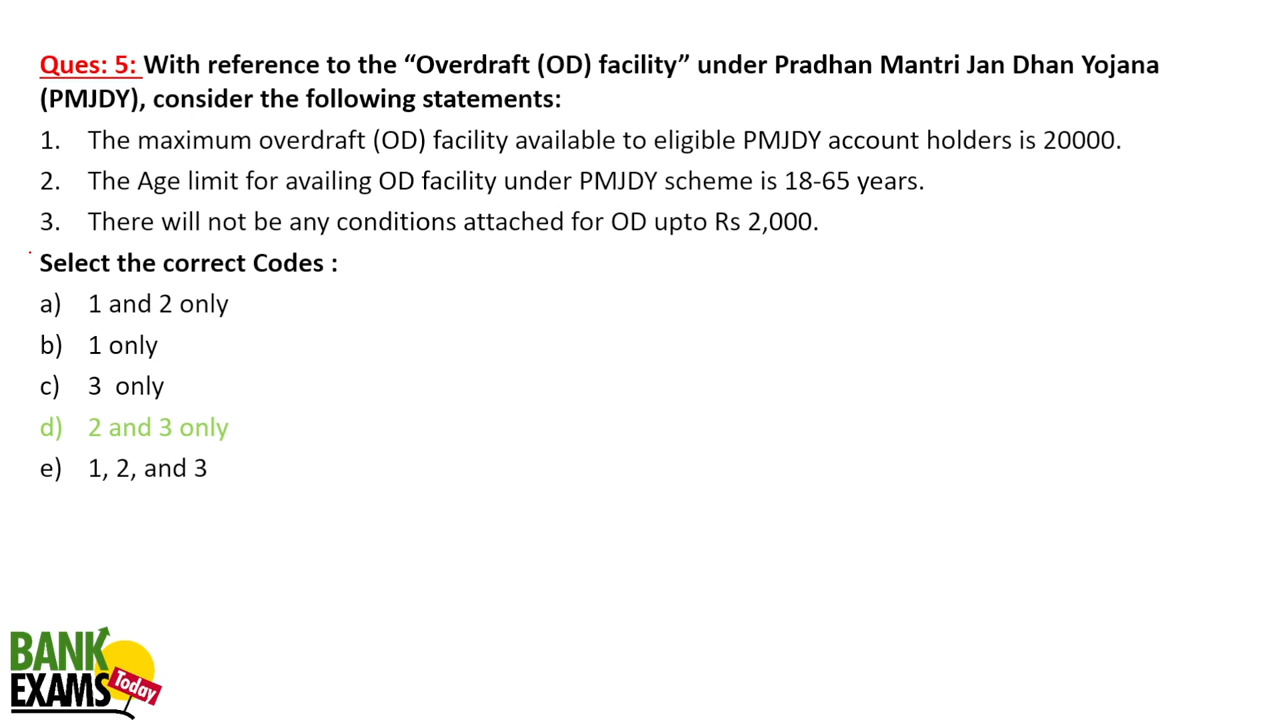 Ques: 5: With reference to the “Overdraft (OD) facility” under Pradhan Mantri Jan Dhan Yojana
(PMJDY), consider the following statements:
1. The maximum overdraft (OD) facility available to eligible PMJDY account holders is 20000.
2. The Age limit for availing OD facility under PMJDY scheme is 18-65 years.
3. There will not be any conditions attached for OD upto Rs 2,000.
Select the correct Codes :
a) 1 and 2 only
b) 1 only
c) 3 only
d) 2 and 3 only
e) 1, 2, and 3
BANK
EXAMS Today